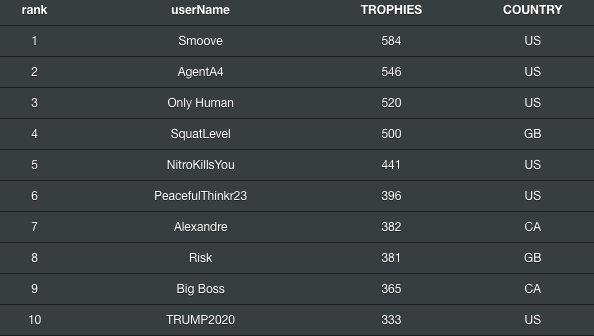 rank userName TROPHIES COUNTRY
1 Smoove 584 US
2 AgentA4 546 US
3 Only Human 520 US
4 SquatLevel 500 GB
5 NitroKillsYou 441 US
6 PeacefulThinkr23 396 US
7 Alexandre 382 CA
8 Risk 381 GB
9 Big Boss 365 CA
10 TRUMP2020 333 US